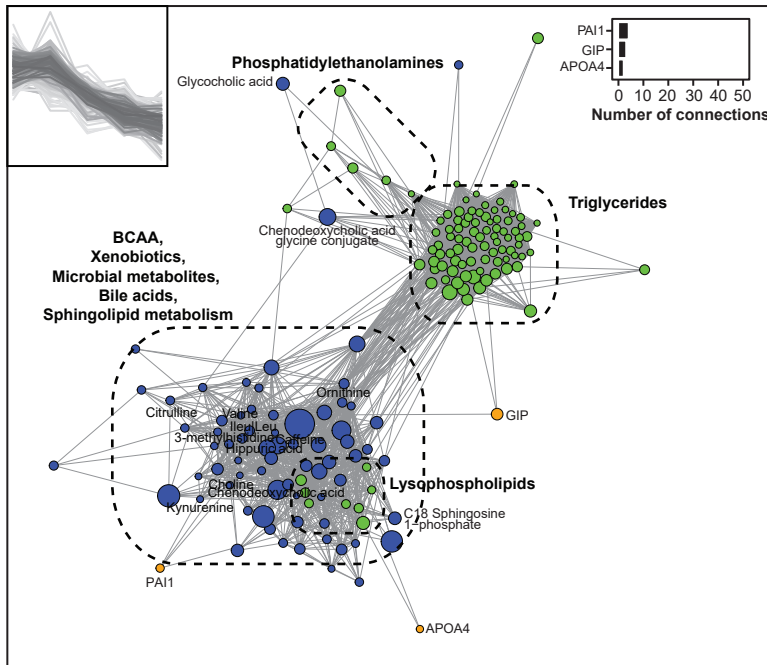 PAI1
GIP
APOA4
0 10 20 30 40 50
Number of connections
Phosphatidylethanolamines
Glycocholic acid
Triglycerides
Chenodeoxycholic acid
glycine conjugate
BCAA,
Xenobiotics,
Microbial metabolites,
Bile acids,
Sphingolipid metabolism
Ornithine
Citrulline
Valine
Ile/Leu
3-methylhistidine
Caffeine
Hippuric acid
GIP
Lysophospholipids
Choline
Chenodeoxycholic acid
Kynurenine
C18 Sphingosine
1-phosphate
PAI1
APOA4